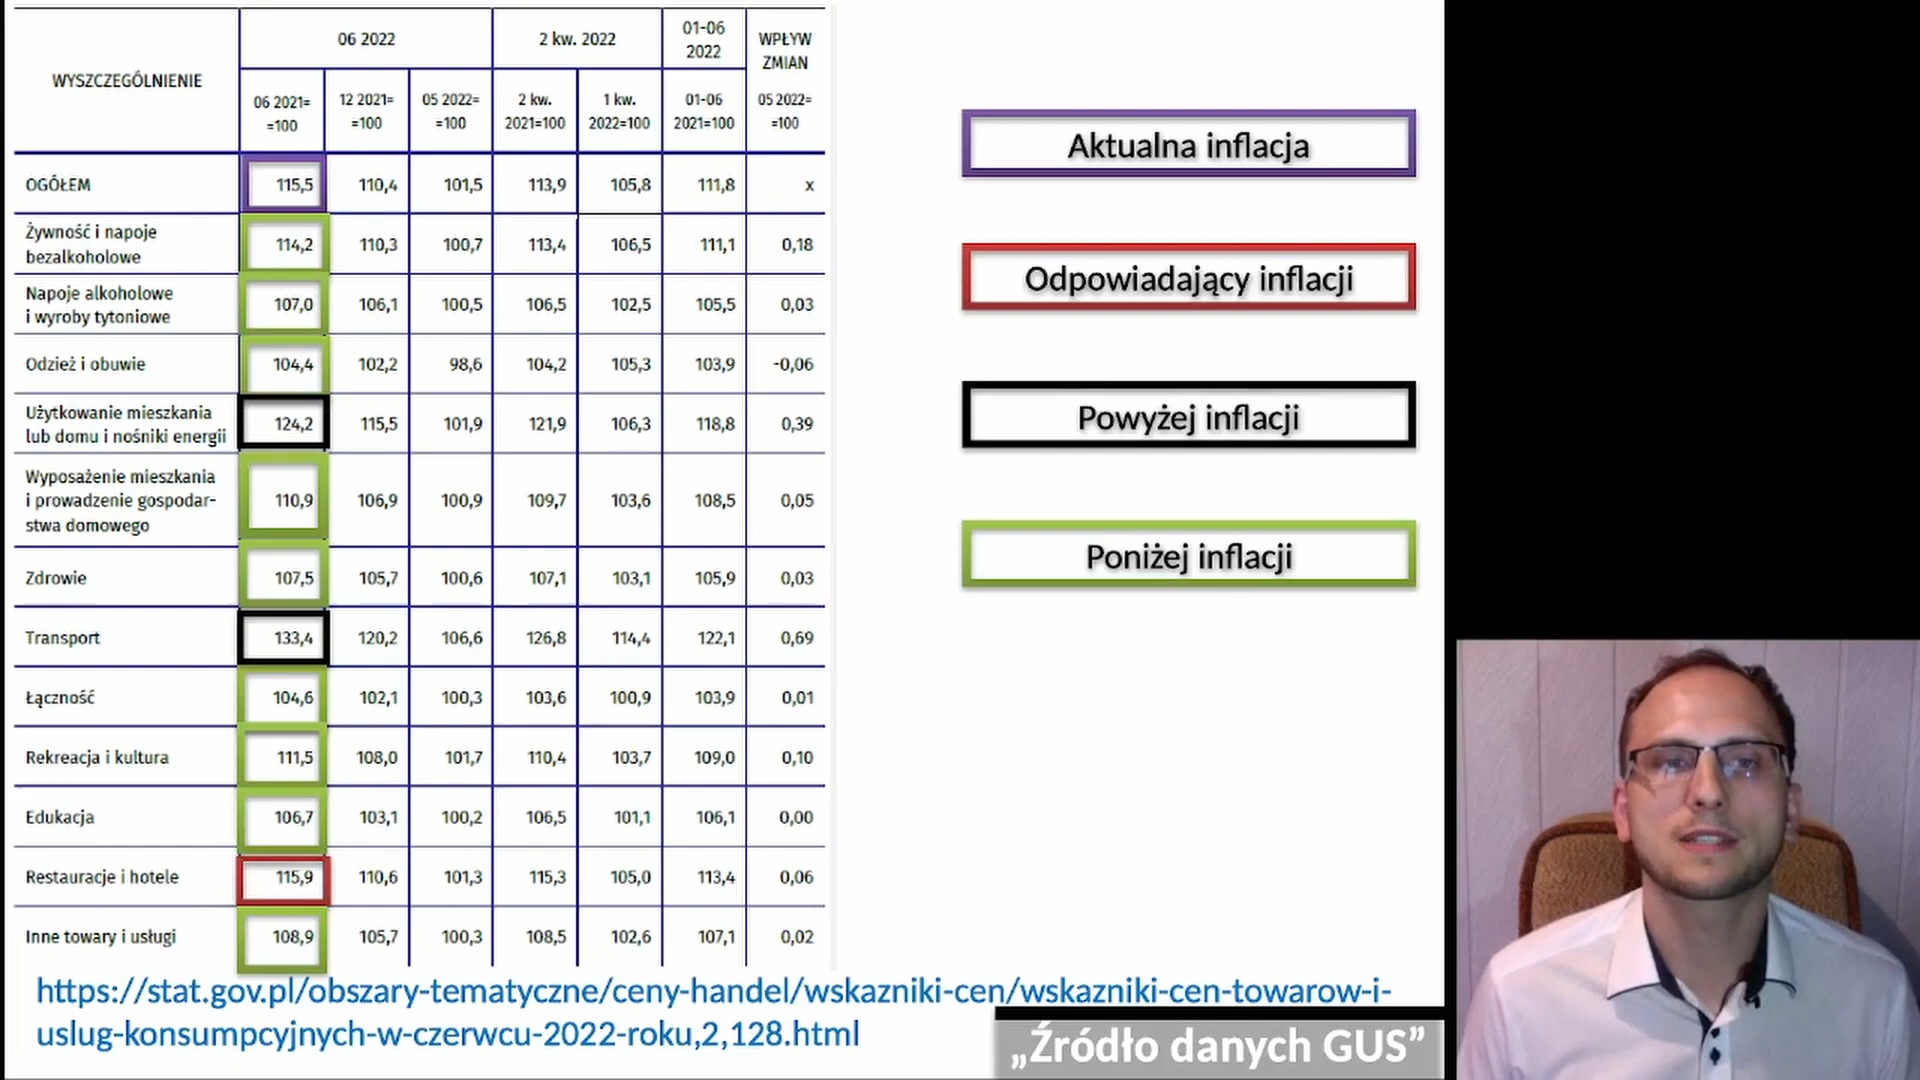 WYSZCZEGÓLNIENIE
06 2022
2 kw. 2022
01-06
2022
WPŁYW
ZMIAN
06 2021=
=100
12 2021=
=100
05 2022=
=100
2 kw.
2021=100
1 kw.
2022=100
01-06
2021=100
05 2022=
=100
OGÓŁEM 115,5 110,4 101,5 113,9 105,8 111,8 x
Żywność i napoje
bezalkoholowe 114,2 110,3 100,7 113,4 106,5 111,1 0,18
Napoje alkoholowe
i wyroby tytoniowe 107,0 106,1 100,5 106,5 102,5 105,5 0,03
Odzież i obuwie 104,4 102,2 98,6 104,2 105,3 103,9 -0,06
Użytkowanie mieszkania
lub domu i nośniki energii 124,2 115,5 101,9 121,9 106,3 118,8 0,39
Wyposażenie mieszkania
i prowadzenie gospodar-
stwa domowego 110,9 106,9 100,9 109,7 103,6 108,5 0,05
Zdrowie 107,5 105,7 100,6 107,1 103,1 105,9 0,03
Transport 133,4 120,2 106,6 126,8 114,4 122,1 0,69
Łączność 104,6 102,1 100,3 103,6 100,9 103,9 0,01
Rekreacja i kultura 111,5 108,0 101,7 110,4 103,7 109,0 0,10
Edukacja 106,7 103,1 100,2 106,5 101,1 106,1 0,00
Restauracje i hotele 115,9 110,6 101,3 115,3 105,0 113,4 0,06
Inne towary i usługi 108,9 105,7 100,3 108,5 102,6 107,1 0,02
Aktualna inflacja
Odpowiadający inflacji
Powyżej inflacji
Poniżej inflacji
https://stat.gov.pl/obszary-tematyczne/ceny-handel/wskazniki-cen/wskazniki-cen-towarow-i-
uslug-konsumpcyjnych-w-czerwcu-2022-roku,2,128.html
„Źródło danych GUS”